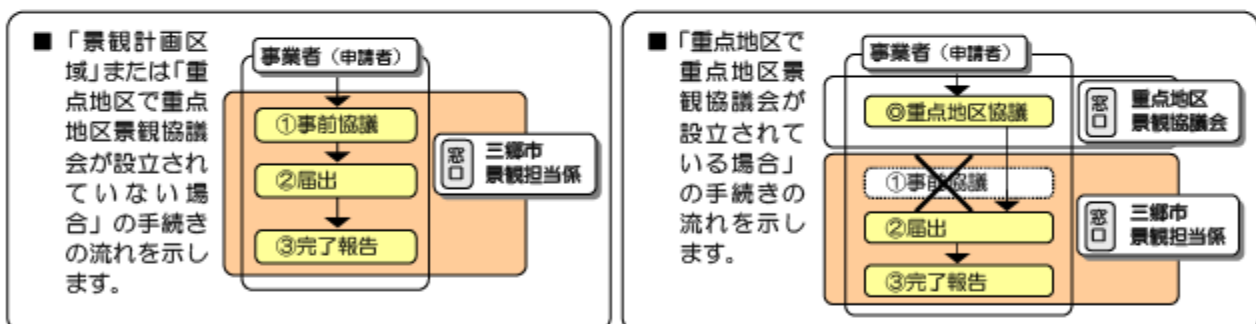 ■「景観計画区
域」または「重
点地区で重点
地区景観協議
会が設立され
ていない場
合」の手続き
の流れを示し
ます。
事業者（申請者）
①事前協議
②届出
③完了報告
窓口
三郷市
景観担当係
■「重点地区で
重点地区景
観協議会が
設立されて
いる場合」
の手続きの
流れを示し
ます。
事業者（申請者）
◎重点地区協議
窓口
重点地区
景観協議会
①事前協議
②届出
③完了報告
窓口
三郷市
景観担当係